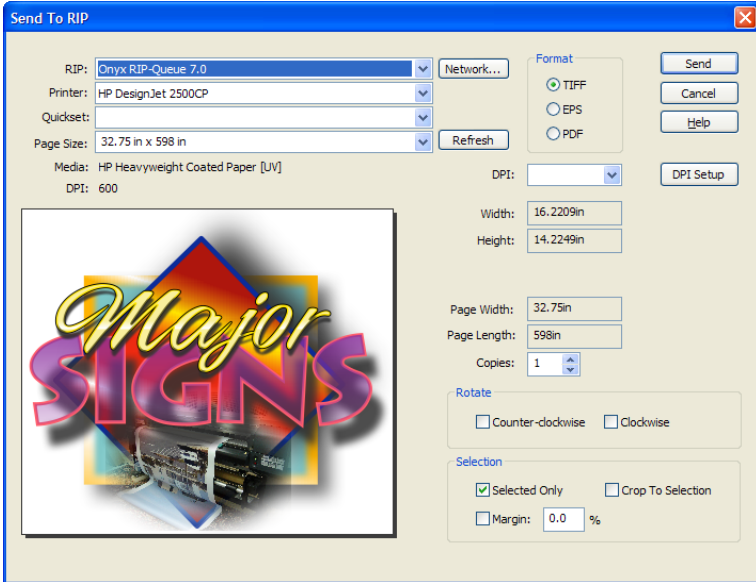 Send To RIP
RIP: Onyx RIP-Queue 7.0 Network...
Printer: HP DesignJet 2500CP
Quickset:
Page Size: 32.75 in x 598 in Refresh
Media: HP Heavyweight Coated Paper [UV]
DPI: 600
Major
SIGNS
Format
TIFF
EPS
PDF
Send
Cancel
Help
DPI: DPI Setup
Width: 16.2209in
Height: 14.2249in
Page Width: 32.75in
Page Length: 598in
Copies: 1
Rotate
Counter-clockwise Clockwise
Selection
Selected Only Crop To Selection
Margin: 0.0 %